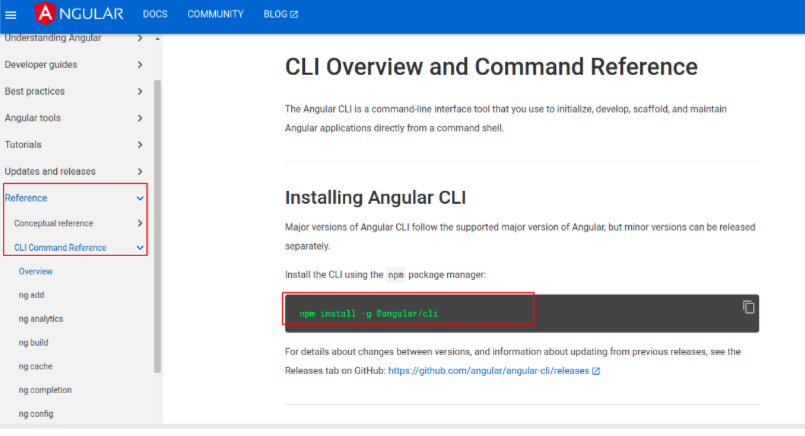 ANGULAR DOCS COMMUNITY BLOG
Understanding Angular
Developer guides
Best practices
Angular tools
Tutorials
Updates and releases
Reference
Conceptual reference
CLI Command Reference
Overview
ng add
ng analytics
ng build
ng cache
ng completion
ng config
CLI Overview and Command Reference
The Angular CLI is a command-line interface tool that you use to initialize, develop, scaffold, and maintain
Angular applications directly from a command shell.
Installing Angular CLI
Major versions of Angular CLI follow the supported major version of Angular, but minor versions can be released
separately.
Install the CLI using the npm package manager:
npm install -g @angular/cli
For details about changes between versions, and information about updating from previous releases, see the
Releases tab on GitHub: https://github.com/angular/angular-cli/releases